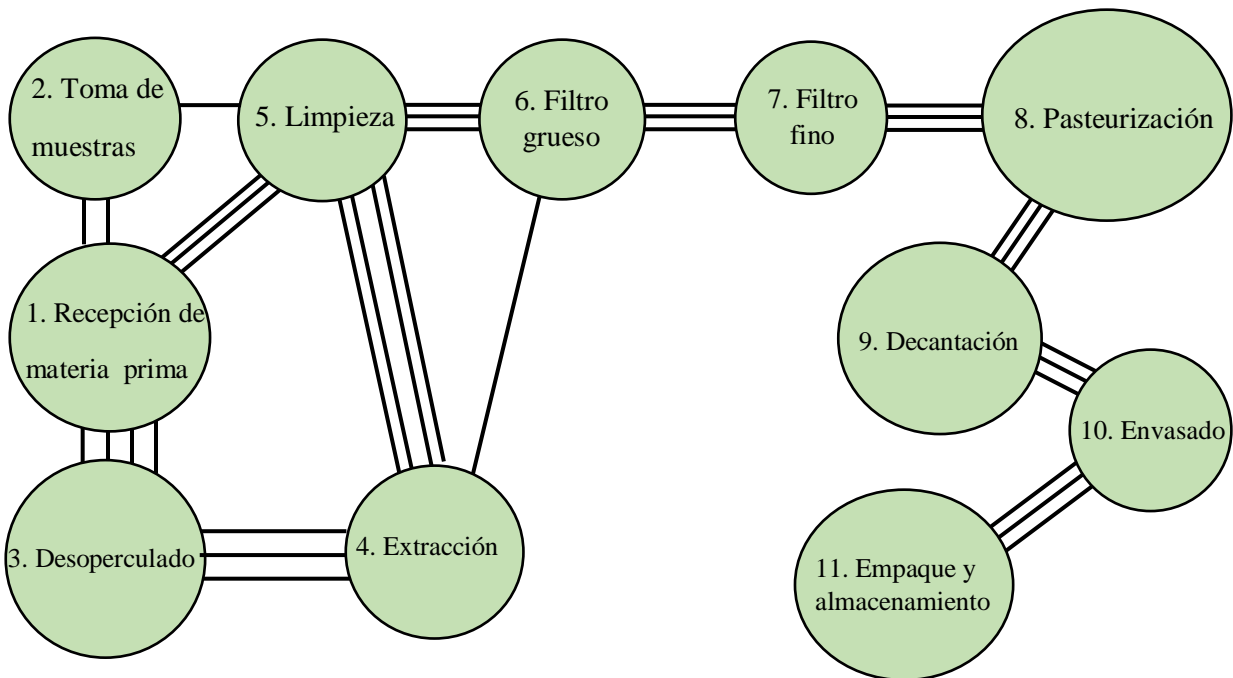 2. Toma de
muestras
5. Limpieza
6. Filtro
grueso
7. Filtro
fino
8. Pasteurización
1. Recepción de
materia prima
9. Decantación
10. Envasado
3. Desoperculado
4. Extracción
11. Empaque y
almacenamiento